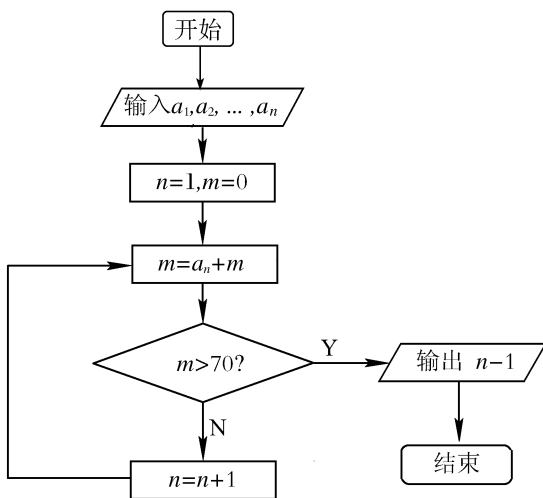 开始
输入a₁,a₂, … ,aₙ
n=1,m=0
m=aₙ+m
m>70?
Y
输出 n-1
N
结束
n=n+1